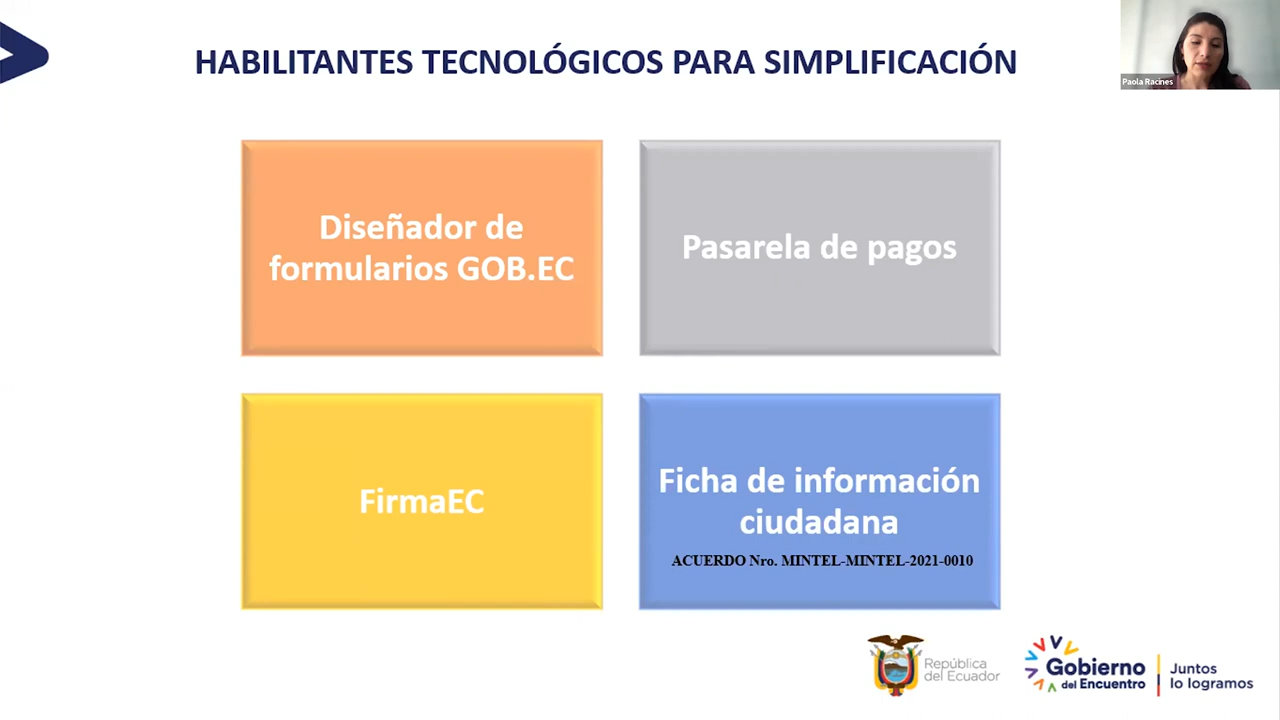 HABILITANTES TECNOLÓGICOS PARA SIMPLIFICACIÓN
Paola Racines
Diseñador de
formularios GOB.EC
Pasarela de pagos
FirmaEC
Ficha de información
ciudadana
ACUERDO Nro. MINTEL-MINTEL-2021-0010
República
del Ecuador
Gobierno
del Encuentro
Juntos
lo logramos